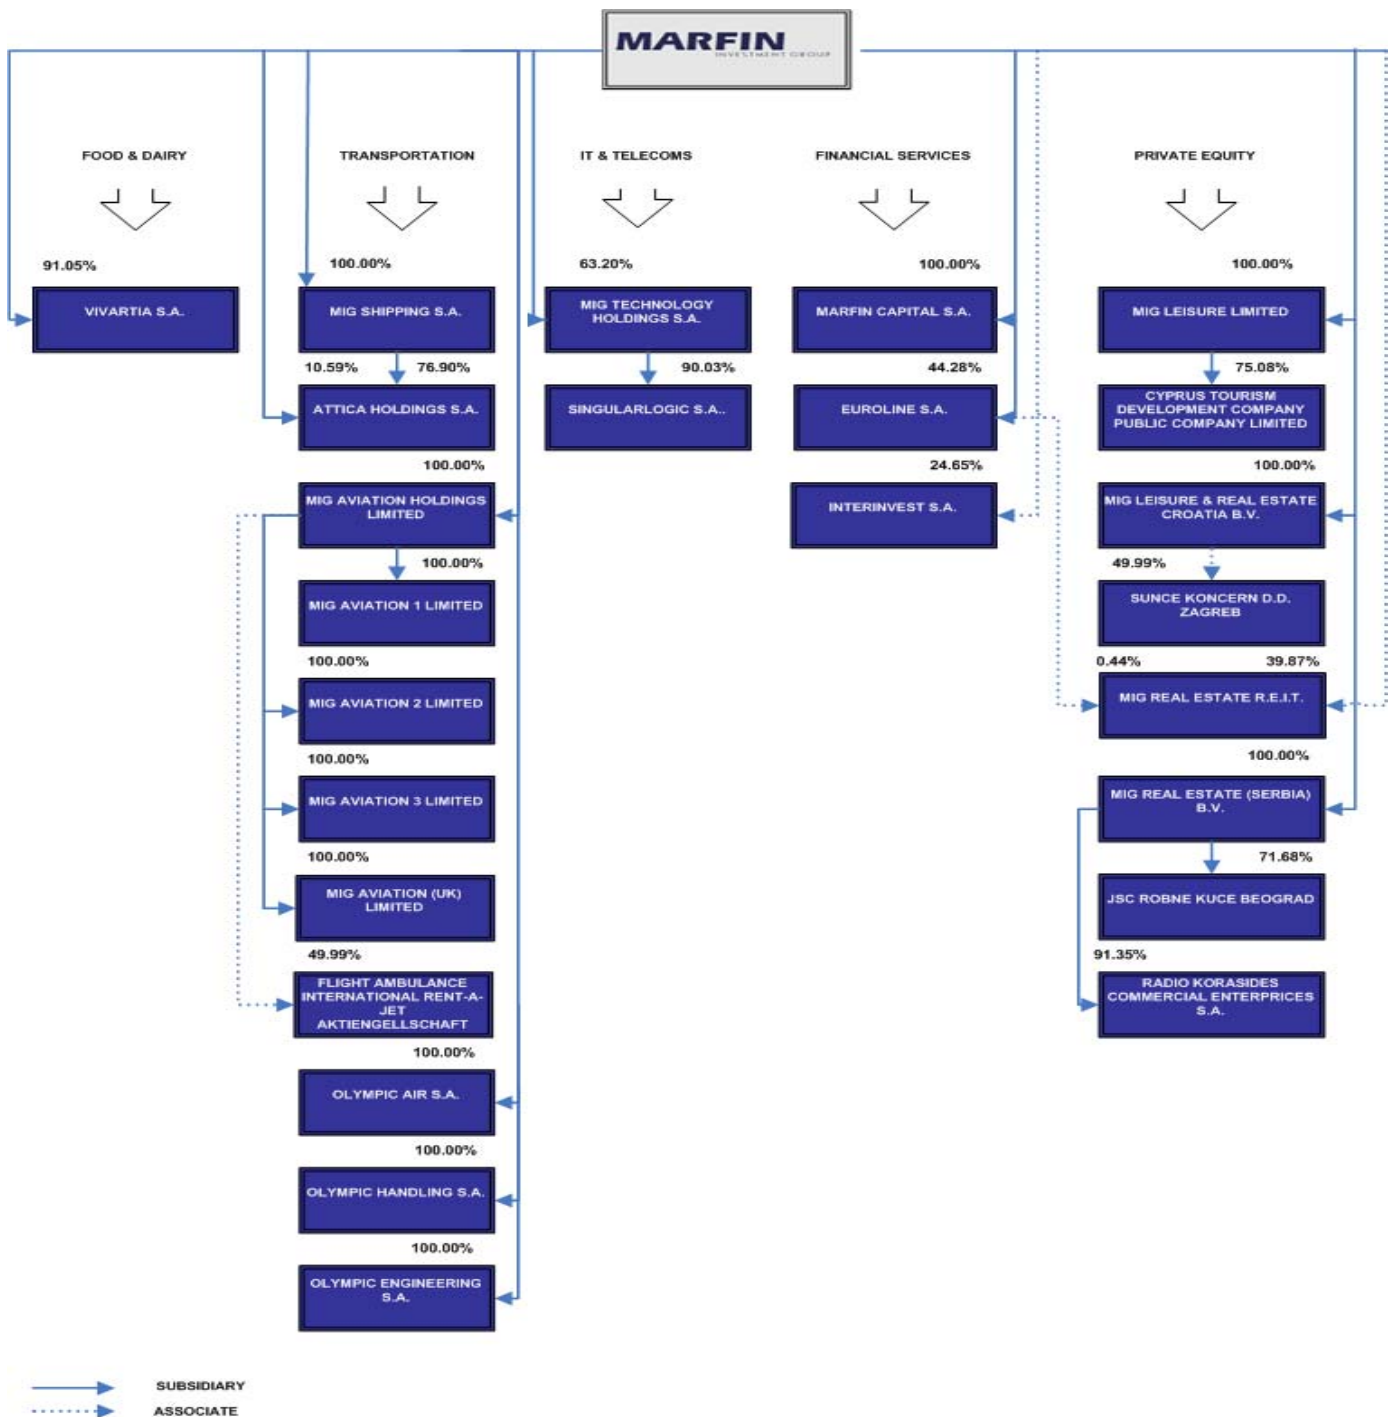 MARFIN
INVESTMENT GROUP
FOOD & DAIRY
TRANSPORTATION
IT & TELECOMS
FINANCIAL SERVICES
PRIVATE EQUITY
91.05%
100.00%
63.20%
100.00%
100.00%
VIVARTIA S.A.
MIG SHIPPING S.A.
MIG TECHNOLOGY
HOLDINGS S.A.
MARFIN CAPITAL S.A.
MIG LEISURE LIMITED
10.59%
76.90%
90.03%
44.28%
75.08%
ATTICA HOLDINGS S.A.
SINGULARLOGIC S.A..
EUROLINE S.A.
CYPRUS TOURISM
DEVELOPMENT COMPANY
PUBLIC COMPANY LIMITED
100.00%
24.65%
100.00%
MIG AVIATION HOLDINGS
LIMITED
INTERINVEST S.A.
MIG LEISURE & REAL ESTATE
CROATIA B.V.
100.00%
49.99%
MIG AVIATION 1 LIMITED
SUNCE KONCERN D.D.
ZAGREB
100.00%
0.44%
39.87%
MIG AVIATION 2 LIMITED
MIG REAL ESTATE R.E.I.T.
100.00%
100.00%
MIG AVIATION 3 LIMITED
MIG REAL ESTATE (SERBIA)
B.V.
100.00%
71.68%
MIG AVIATION (UK)
LIMITED
JSC ROBNE KUCE BEOGRAD
49.99%
91.35%
FLIGHT AMBULANCE
INTERNATIONAL RENT-A-
JET
AKTIENGELLSCHAFT
RADIO KORASIDES
COMMERCIAL ENTERPRICES
S.A.
100.00%
OLYMPIC AIR S.A.
100.00%
OLYMPIC HANDLING S.A.
100.00%
OLYMPIC ENGINEERING
S.A.
SUBSIDIARY
ASSOCIATE